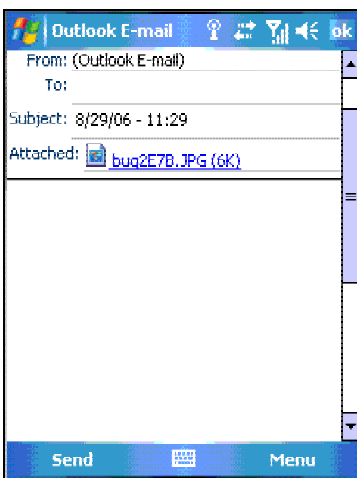 Outlook E-mail ok
From: (Outlook E-mail)
To:
Subject: 8/29/06 - 11:29
Attached: bug2E7B.JPG (6K)
Send Menu